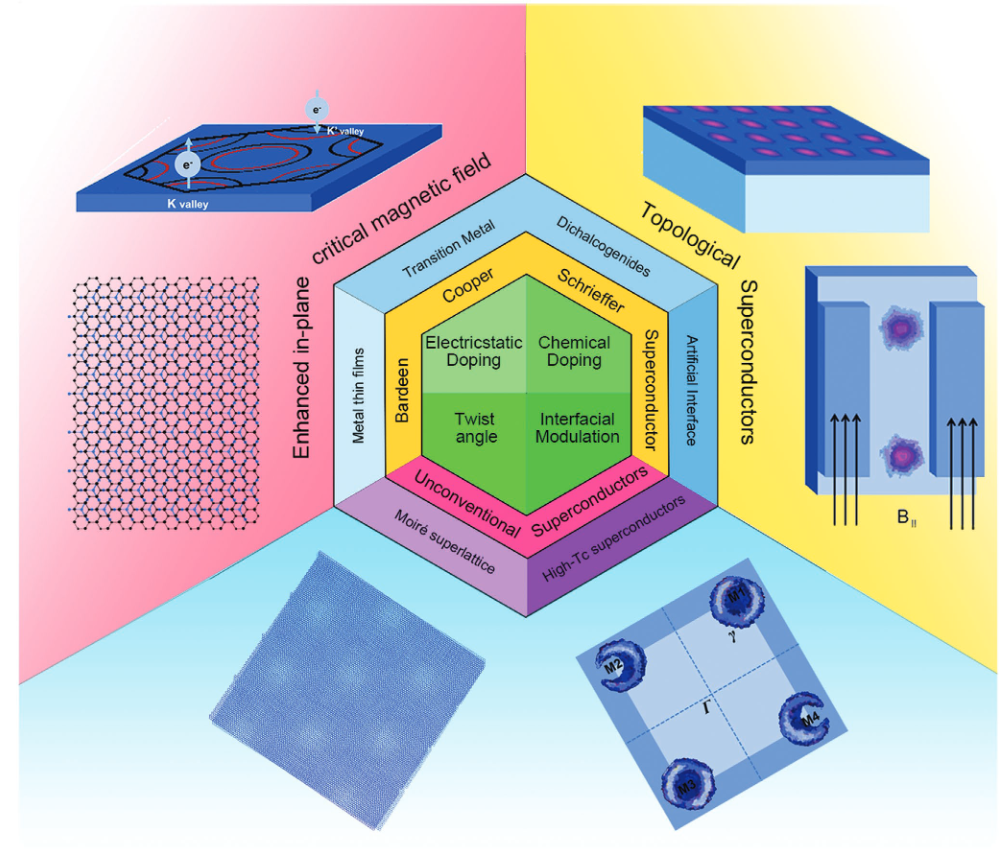 e-
K' valley
e-
K valley
Enhanced in-plane critical magnetic field
Topological Superconductors
Transition Metal
Dichalcogenides
Metal thin films
Artificial Interface
Bardeen
Cooper
Schrieffer
Superconductor
Electricstatic
Doping
Chemical
Doping
Twist
angle
Interfacial
Modulation
Unconventional
Superconductors
Moiré superlattice
High-Tc superconductors
B||
M1
γ
M2
Γ
M4
M3